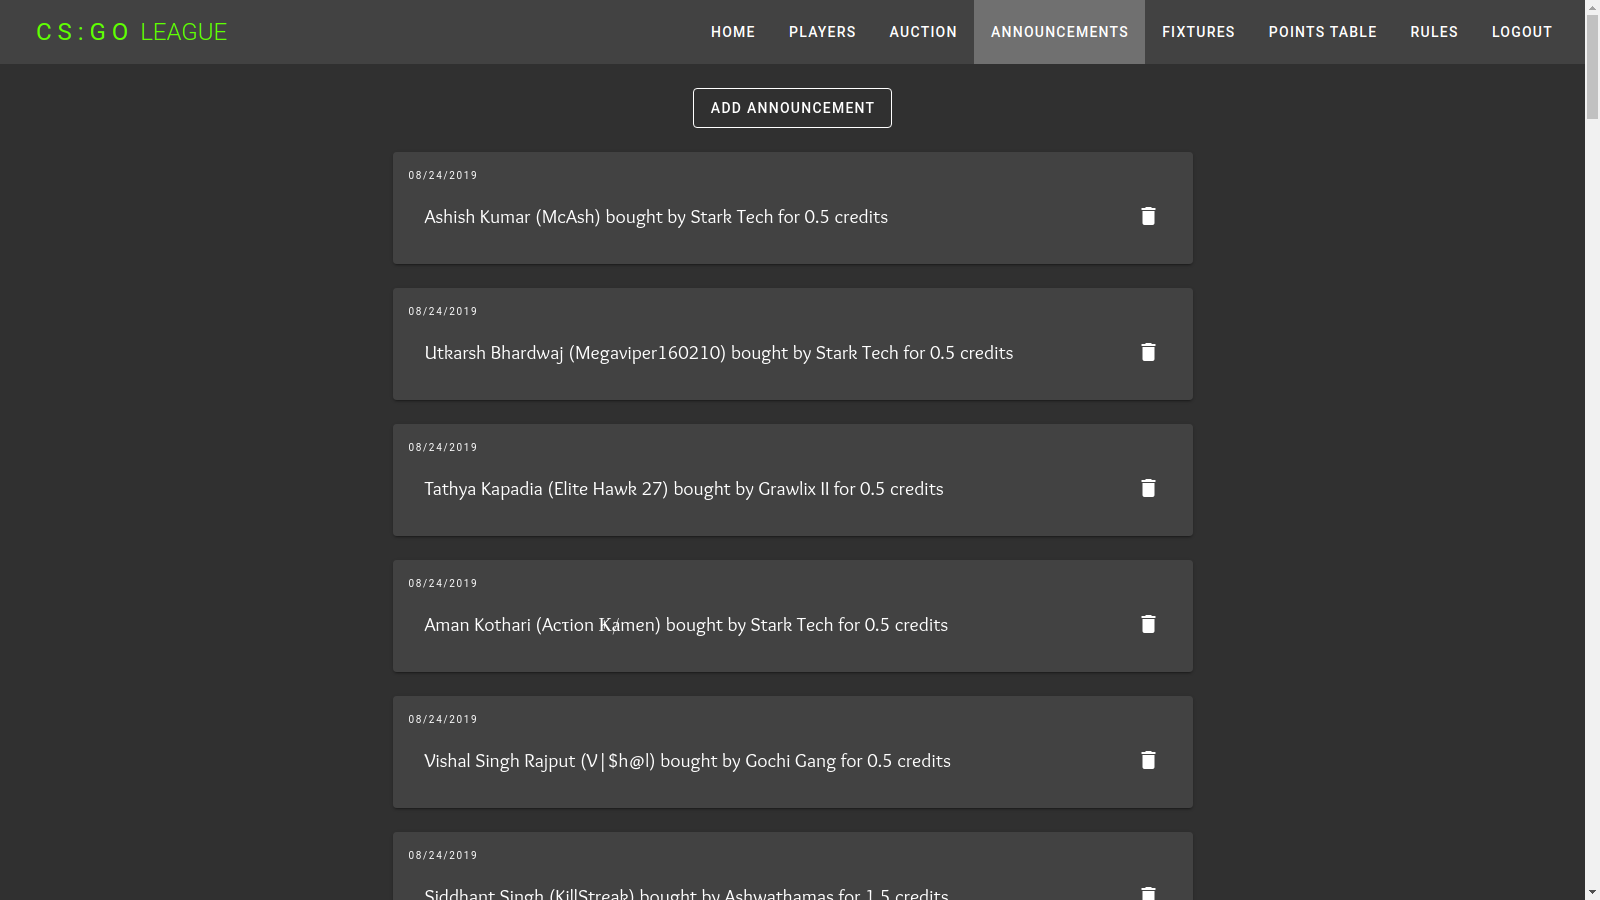 CS:GO LEAGUE
HOME PLAYERS AUCTION ANNOUNCEMENTS FIXTURES POINTS TABLE RULES LOGOUT
ADD ANNOUNCEMENT
08/24/2019
Ashish Kumar (McAsh) bought by Stark Tech for 0.5 credits
08/24/2019
Utkarsh Bhardwaj (Megaviper160210) bought by Stark Tech for 0.5 credits
08/24/2019
Tathya Kapadia (Elite Hawk 27) bought by Grawlix II for 0.5 credits
08/24/2019
Aman Kothari (Acτion bought by Stark Tech for 0.5 credits
08/24/2019
Vishal Singh Rajput (V|$h@l) bought by Gochi Gang for 0.5 credits
08/24/2019
Siddhant Singh (KillStreak) bought by Ashwathamas for 1.5 credits